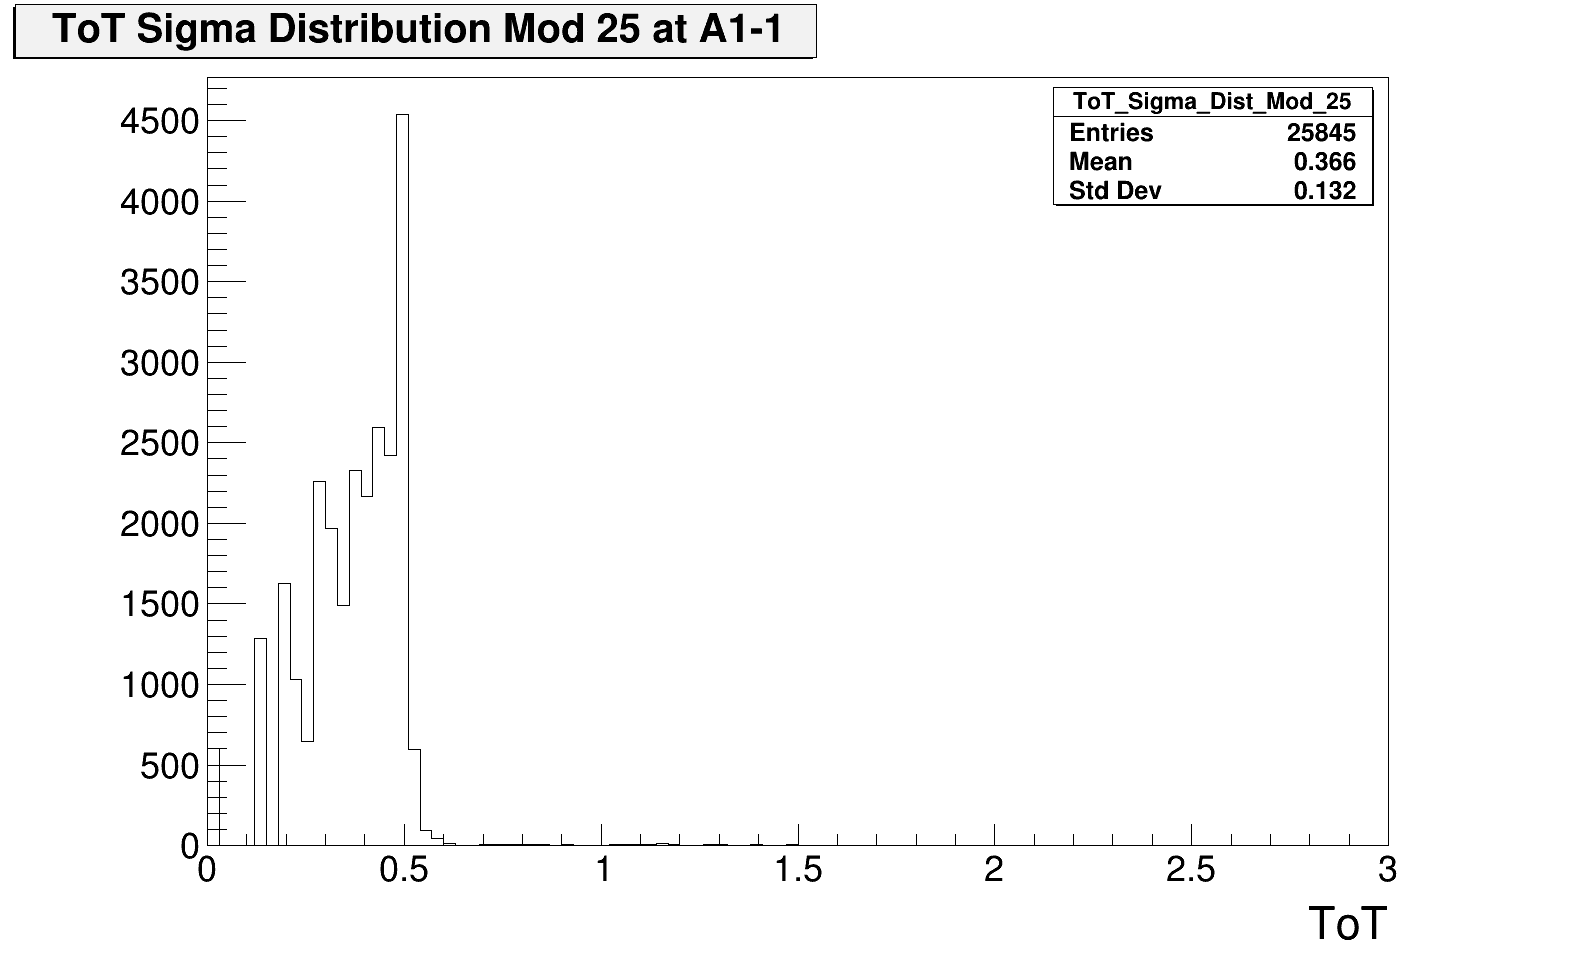 ToT Sigma Distribution Mod 25 at A1-1
ToT_Sigma_Dist_Mod_25
Entries 25845
Mean 0.366
Std Dev 0.132
4500
4000
3500
3000
2500
2000
1500
1000
500
0
0 0.5 1 1.5 2 2.5 3
ToT